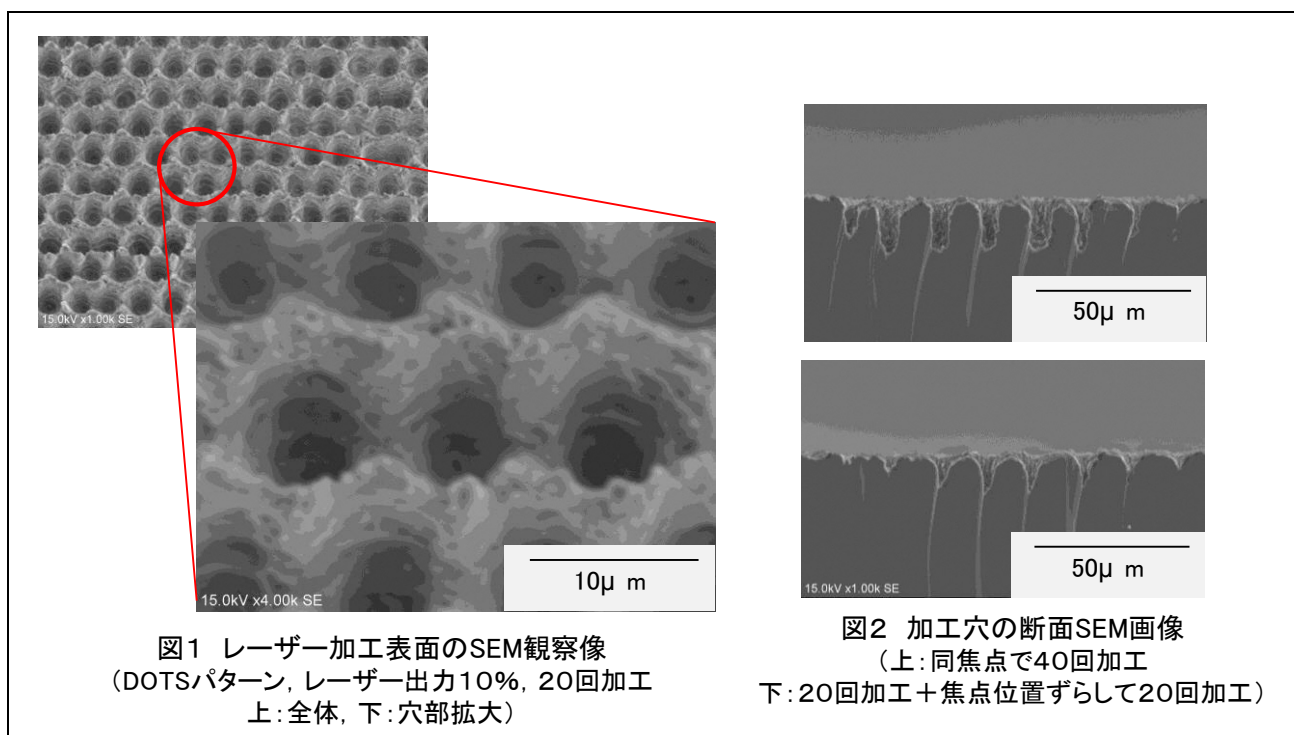 15.0kV x1.00k SE
10μ m
15.0kV x4.00k SE
図1 レーザー加工表面のSEM観察像
(DOTSパターン, レーザー出力10%, 20回加工
上:全体, 下:穴部拡大)
50μ m
50μ m
15.0kV x1.00k SE
図2 加工穴の断面SEM画像
(上:同焦点で40回加工
下:20回加工+焦点位置ずらして20回加工)